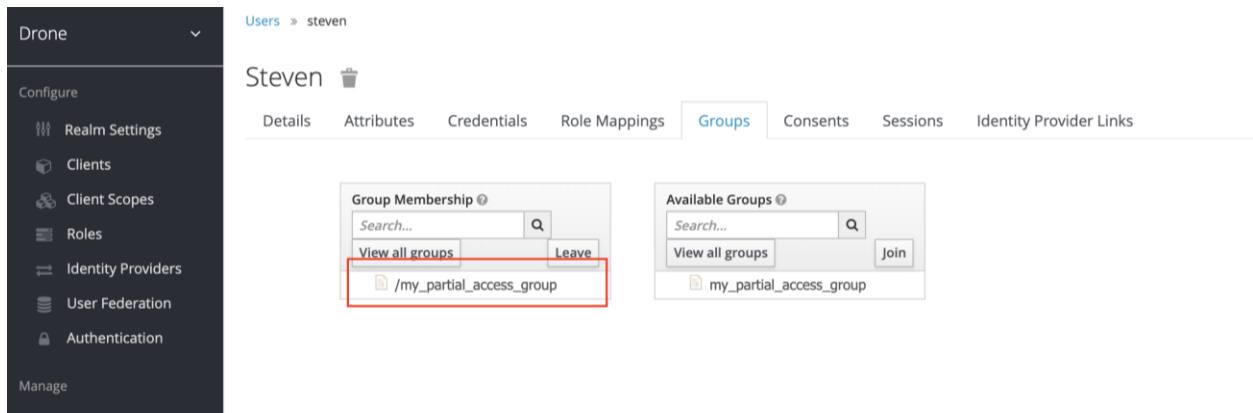 Drone
Configure
Realm Settings
Clients
Client Scopes
Roles
Identity Providers
User Federation
Authentication
Manage
Users » steven
Steven
Details Attributes Credentials Role Mappings Groups Consents Sessions Identity Provider Links
Group Membership
Search...
View all groups Leave
/my_partial_access_group
Available Groups
Search...
View all groups Join
my_partial_access_group